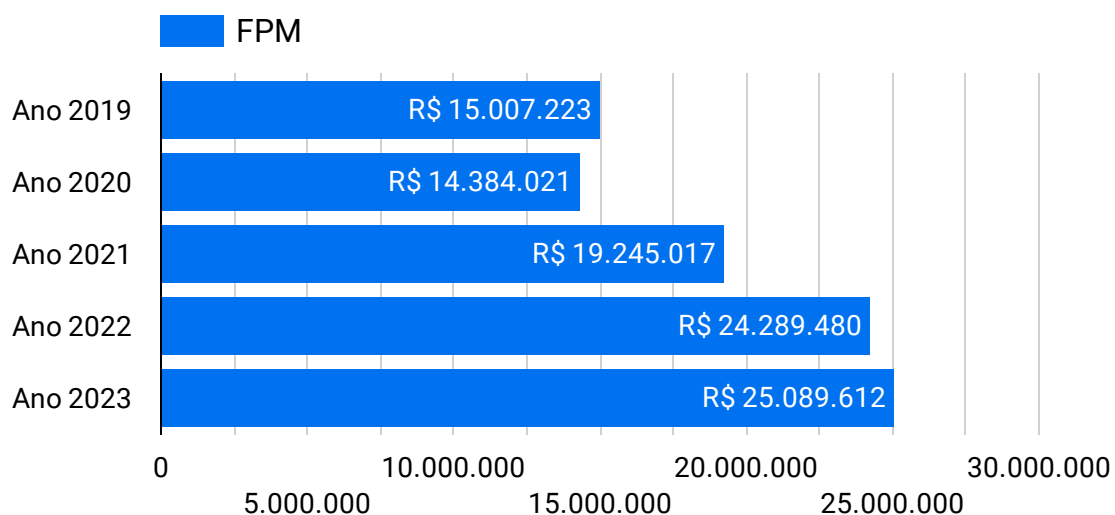 FPM
Ano 2019
R$ 15.007.223
Ano 2020
R$ 14.384.021
Ano 2021
R$ 19.245.017
Ano 2022
R$ 24.289.480
Ano 2023
R$ 25.089.612
0
10.000.000
20.000.000
30.000.000
5.000.000
15.000.000
25.000.000